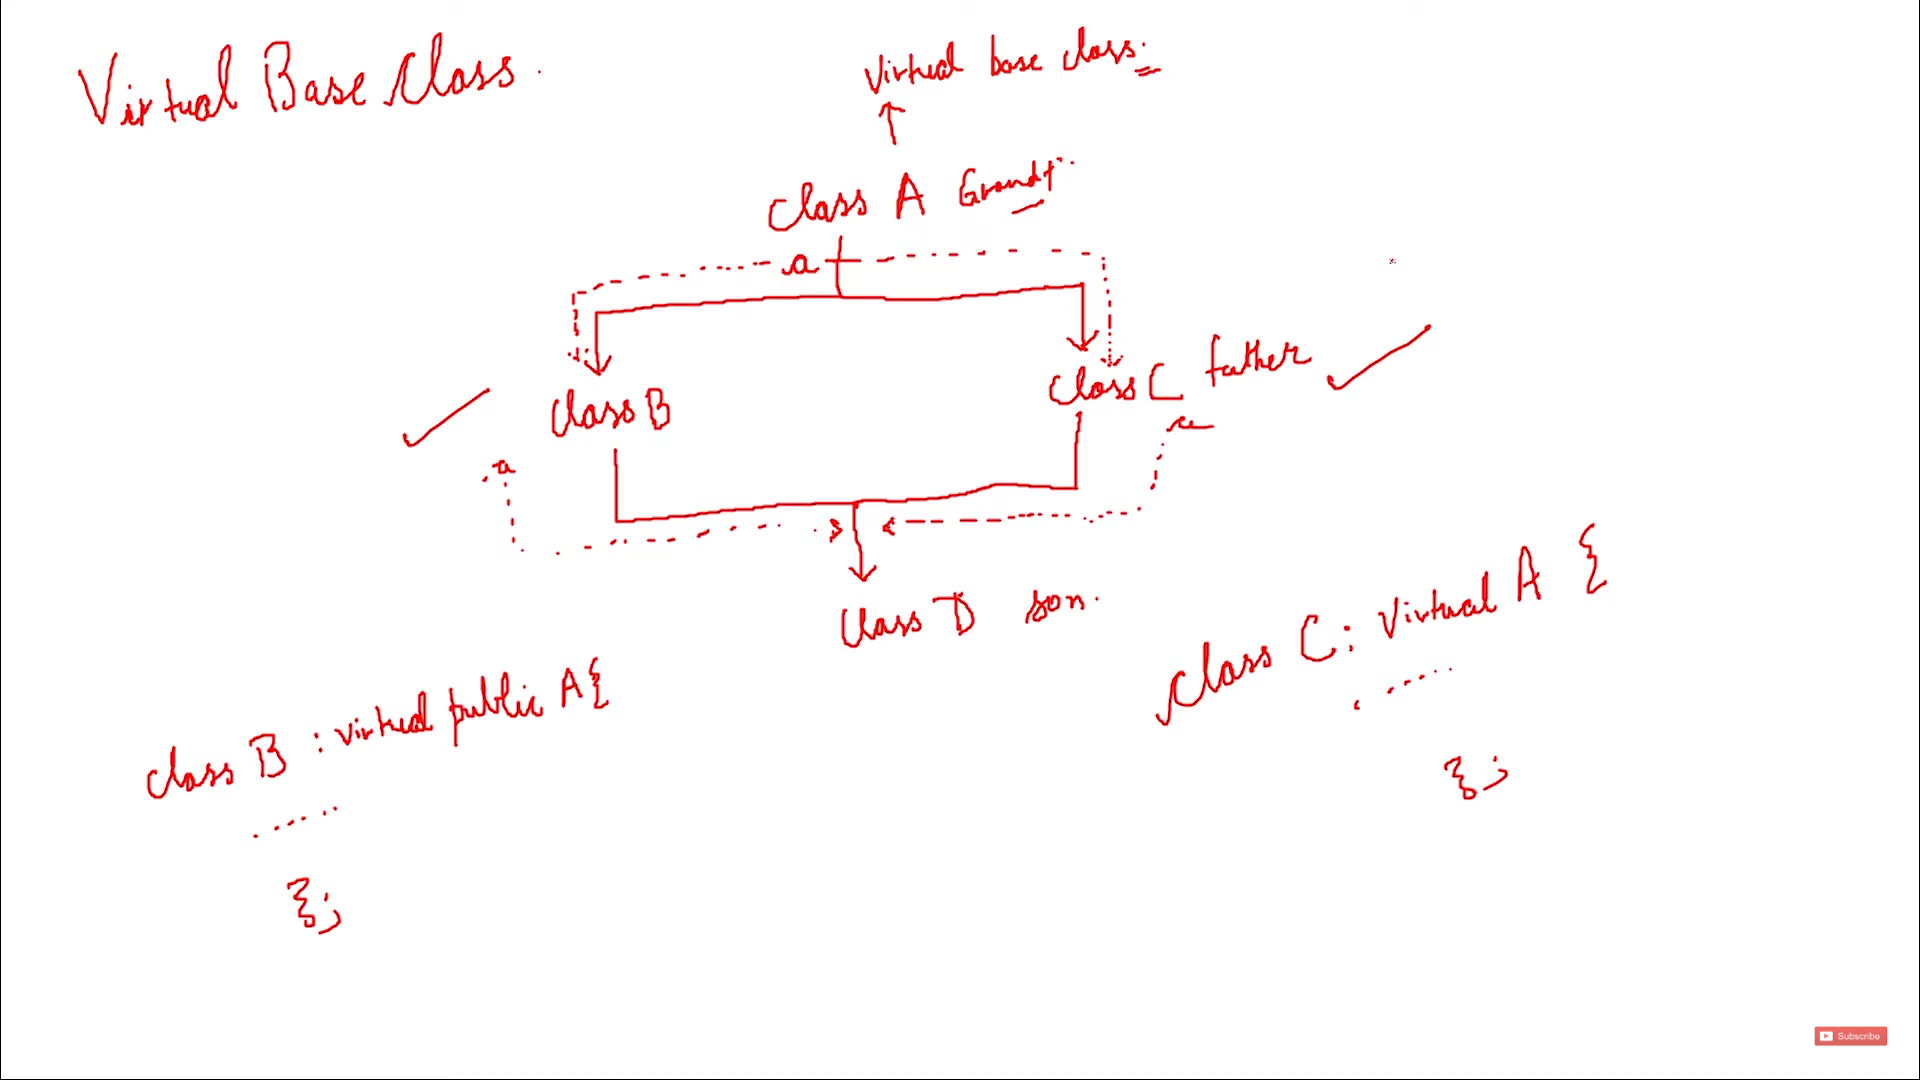 Virtual Base Class.
Virtual base class.
Class A Grandf...
a
Class B
Class C father
a
a
Class D son.
class B : virtual public A{
......
};
Class C: Virtual A {
......
};
Subscribe